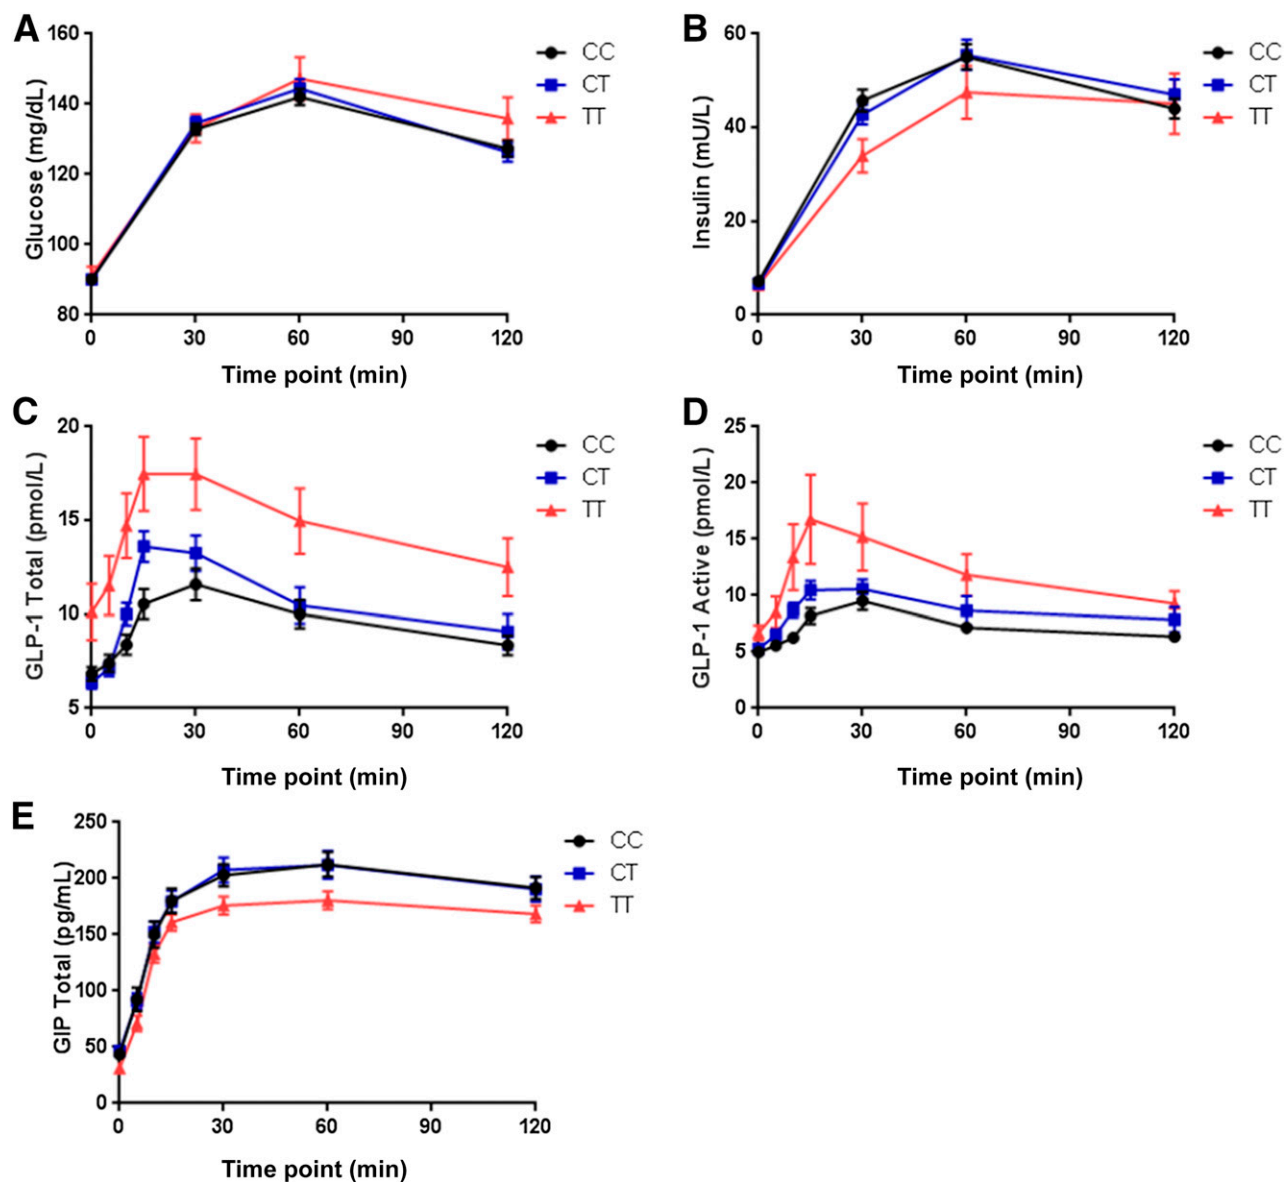 A
Glucose (mg/dL)
160
140
120
100
80
0 30 60 90 120
Time point (min)
CC
CT
TT
B
Insulin (mU/L)
60
40
20
0
0 30 60 90 120
Time point (min)
CC
CT
TT
C
GLP-1 Total (pmol/L)
20
15
10
5
0 30 60 90 120
Time point (min)
CC
CT
TT
D
GLP-1 Active (pmol/L)
25
20
15
10
5
0
0 30 60 90 120
Time point (min)
CC
CT
TT
E
GIP Total (pg/mL)
250
200
150
100
50
0
0 30 60 90 120
Time point (min)
CC
CT
TT